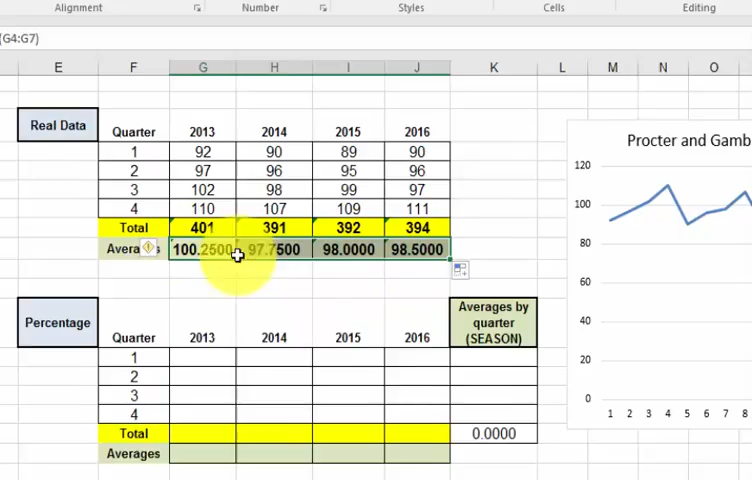 Alignment Number Styles Cells Editing
(G4:G7)
E F G H I J K L M N O
Real Data Quarter 2013 2014 2015 2016
1 92 90 89 90
2 97 96 95 96
3 102 98 99 97
4 110 107 109 111
Total 401 391 392 394
100.2500 97.7500 98.0000 98.5000
Percentage Quarter 2013 2014 2015 2016
Averages by
quarter
(SEASON)
1
2
3
4
Total 0.0000
Averages
Procter and Gamb
120
100
80
60
40
20
0
1 2 3 4 5 6 7 8